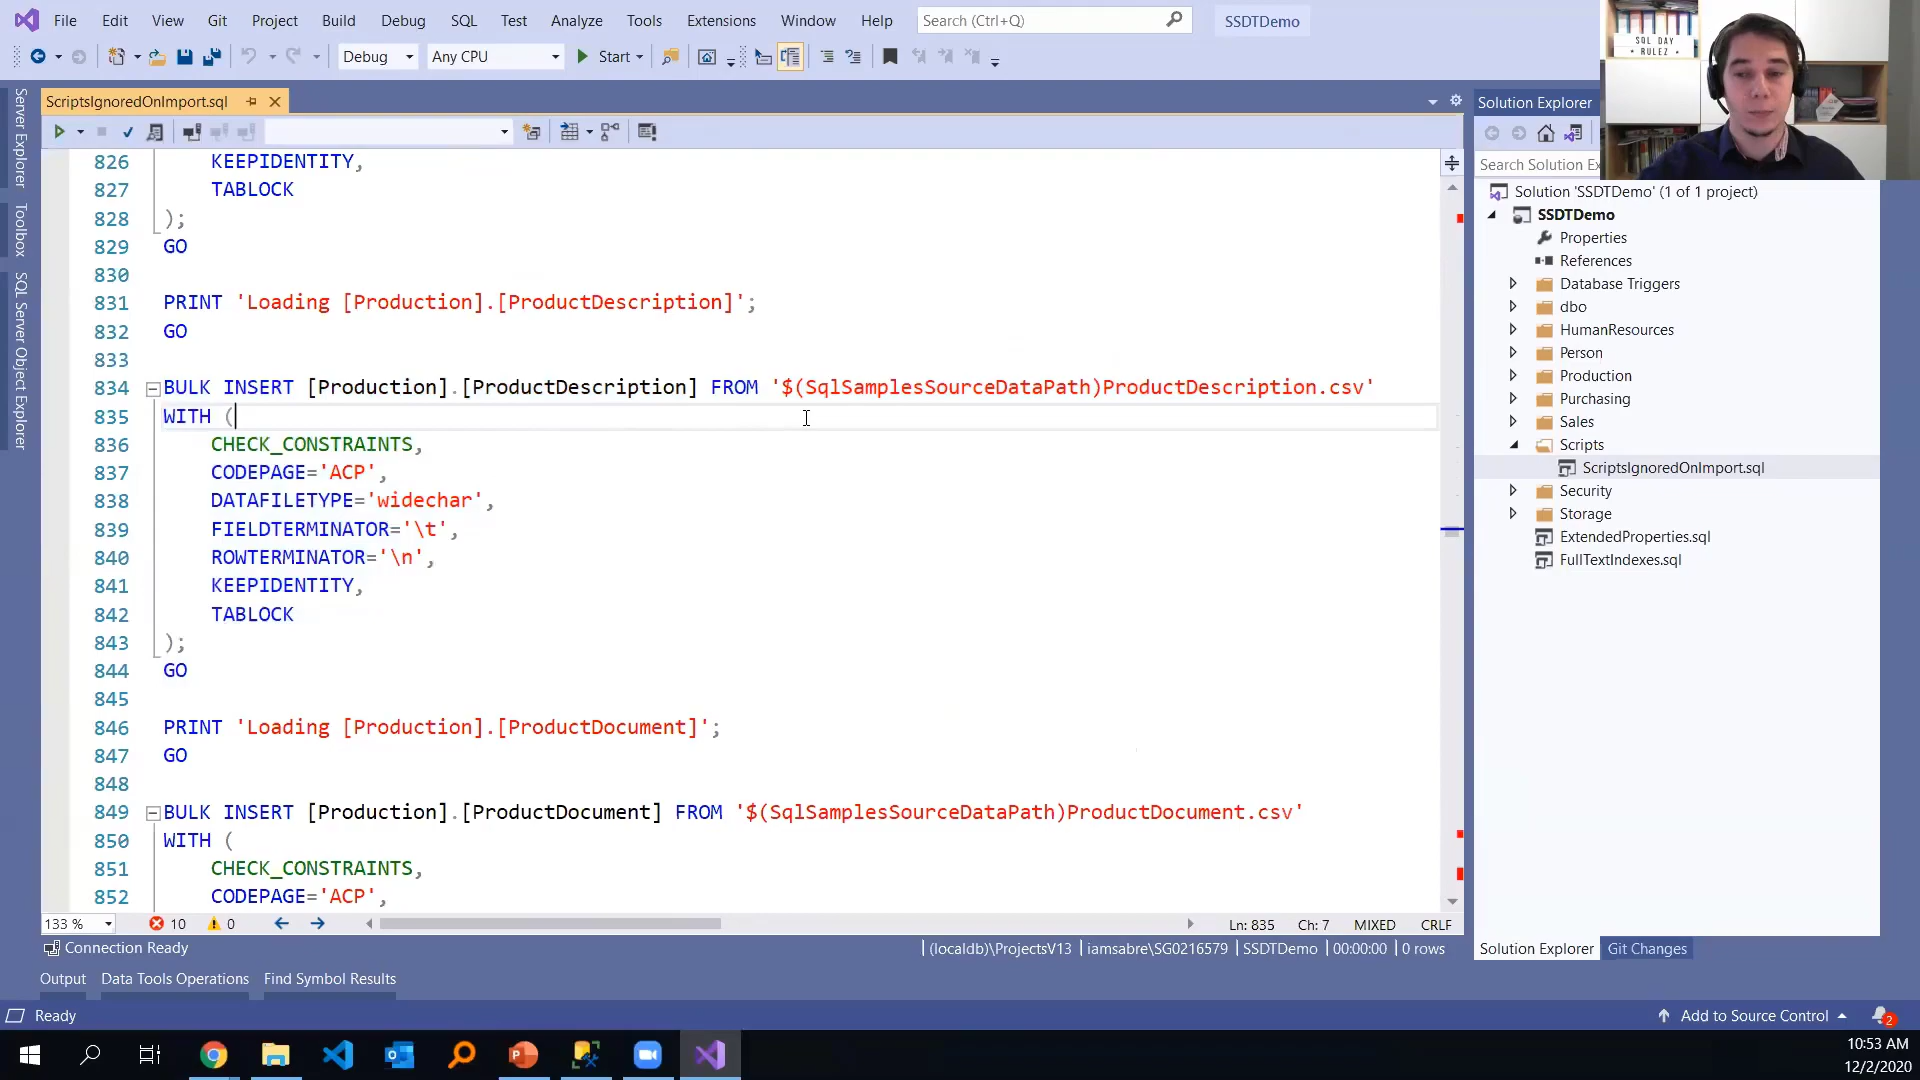 File Edit View Git Project Build Debug SQL Test Analyze Tools Extensions Window Help Search (Ctrl+Q) SSDTDemo
SQL DAY
* RULEZ *
Debug Any CPU Start
ScriptsIgnoredOnImport.sql
Server Explorer
Toolbox
SQL Server Object Explorer
826 KEEPIDENTITY,
827 TABLOCK
828 );
829 GO
830
831 PRINT 'Loading [Production].[ProductDescription]';
832 GO
833
834 BULK INSERT [Production].[ProductDescription] FROM '$(SqlSamplesSourceDataPath)ProductDescription.csv'
835 WITH (
836 CHECK_CONSTRAINTS,
837 CODEPAGE='ACP',
838 DATAFILETYPE='widechar',
839 FIELDTERMINATOR='\t',
840 ROWTERMINATOR='\n',
841 KEEPIDENTITY,
842 TABLOCK
843 );
844 GO
845
846 PRINT 'Loading [Production].[ProductDocument]';
847 GO
848
849 BULK INSERT [Production].[ProductDocument] FROM '$(SqlSamplesSourceDataPath)ProductDocument.csv'
850 WITH (
851 CHECK_CONSTRAINTS,
852 CODEPAGE='ACP',
133 % 10 0 Ln: 835 Ch: 7 MIXED CRLF
Connection Ready (localdb)\ProjectsV13 iamsabre\SG0216579 SSDTDemo 00:00:00 0 rows
Output Data Tools Operations Find Symbol Results
Solution Explorer
Search Solution Ex
Solution 'SSDTDemo' (1 of 1 project)
SSDTDemo
Properties
References
Database Triggers
dbo
HumanResources
Person
Production
Purchasing
Sales
Scripts
ScriptsIgnoredOnImport.sql
Security
Storage
ExtendedProperties.sql
FullTextIndexes.sql
Solution Explorer Git Changes
Ready Add to Source Control 2
10:53 AM
12/2/2020